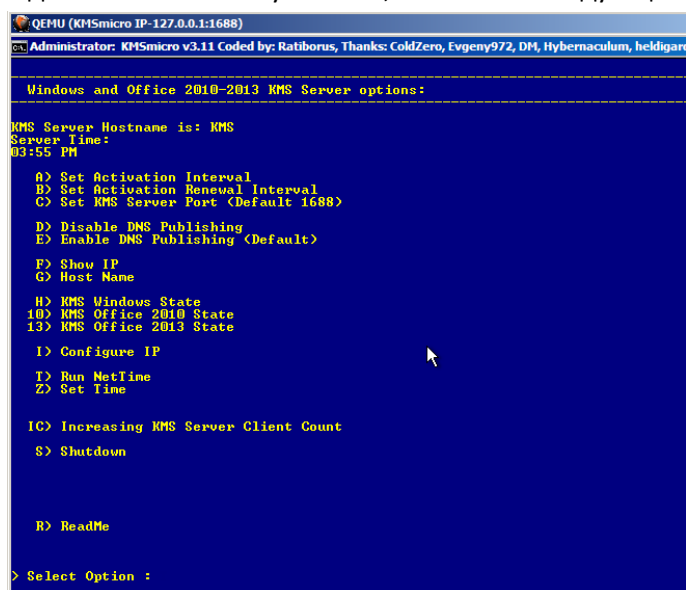 QEMU (KMSmicro IP-127.0.0.1:1688)
Administrator: KMSmicro v3.11 Coded by: Ratiborus, Thanks: ColdZero, Evgeny972, DM, Hybernaculum, heldigar
Windows and Office 2010-2013 KMS Server options:
KMS Server Hostname is: KMS
Server Time:
03:55 PM
A) Set Activation Interval
B) Set Activation Renewal Interval
C) Set KMS Server Port (Default 1688)
D) Disable DNS Publishing
E) Enable DNS Publishing (Default)
F) Show IP
G) Host Name
H) KMS Windows State
10) KMS Office 2010 State
13) KMS Office 2013 State
I) Configure IP
T) Run NetTime
Z) Set Time
IC) Increasing KMS Server Client Count
S) Shutdown
R) ReadMe
> Select Option :